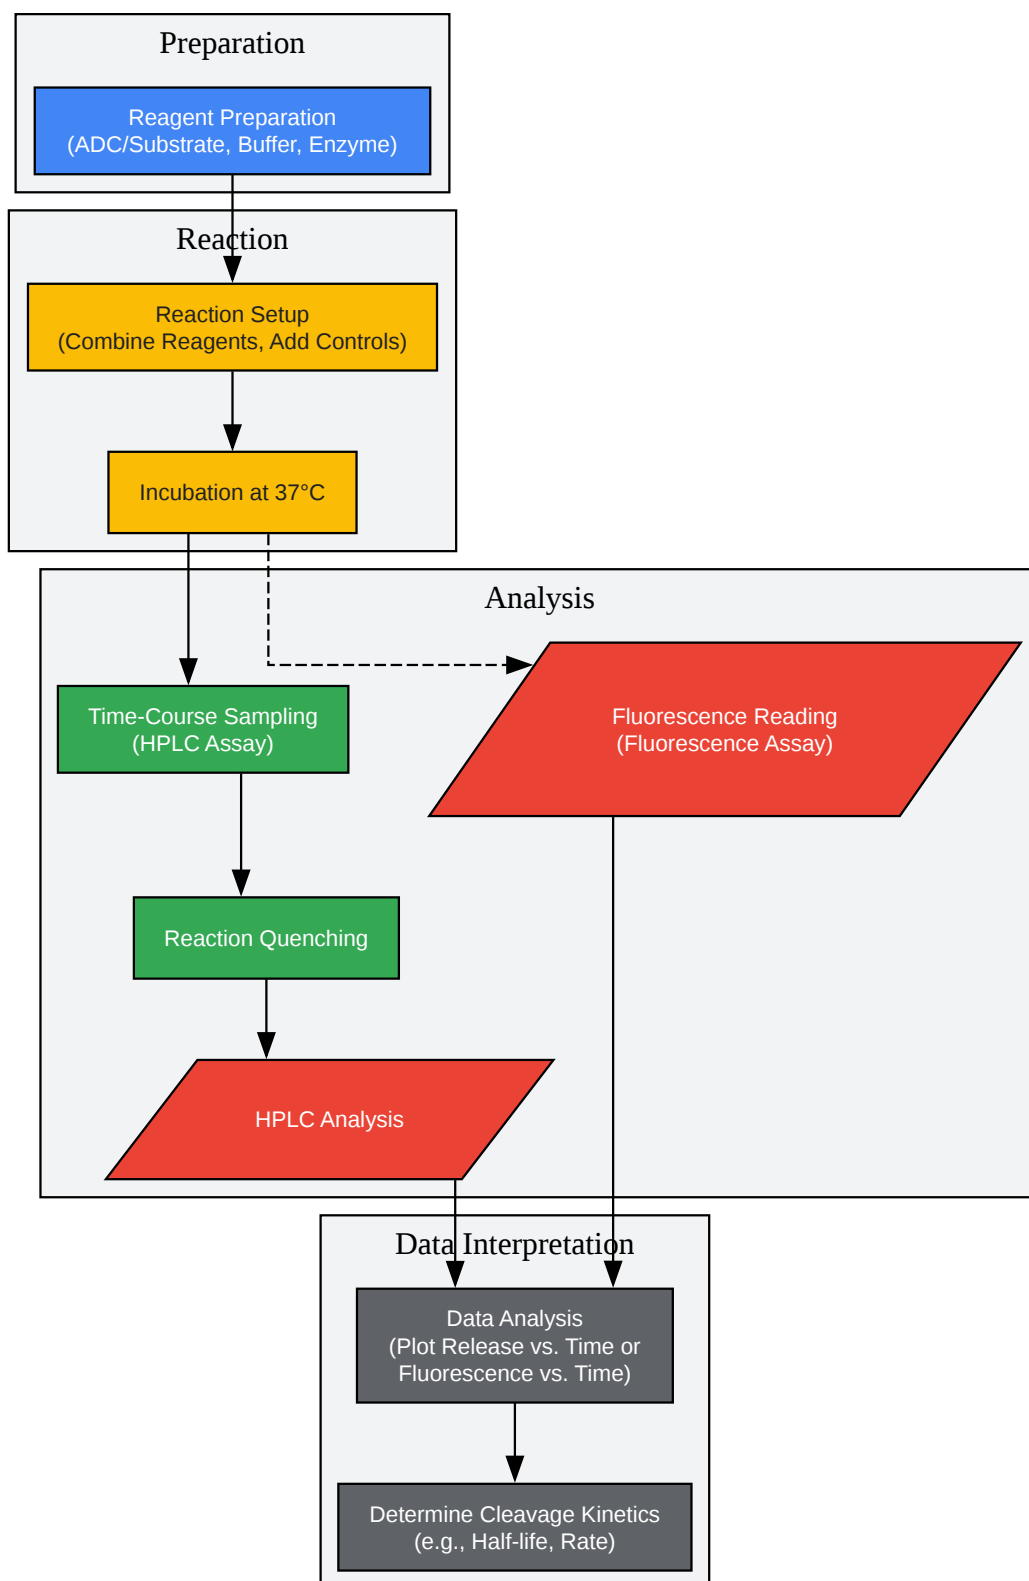 Preparation
Reagent Preparation
(ADC/Substrate, Buffer, Enzyme)
Reaction
Reaction Setup
(Combine Reagents, Add Controls)
Incubation at 37°C
Analysis
Time-Course Sampling
(HPLC Assay)
Fluorescence Reading
(Fluorescence Assay)
Reaction Quenching
HPLC Analysis
Data Interpretation
Data Analysis
(Plot Release vs. Time or
Fluorescence vs. Time)
Determine Cleavage Kinetics
(e.g., Half-life, Rate)